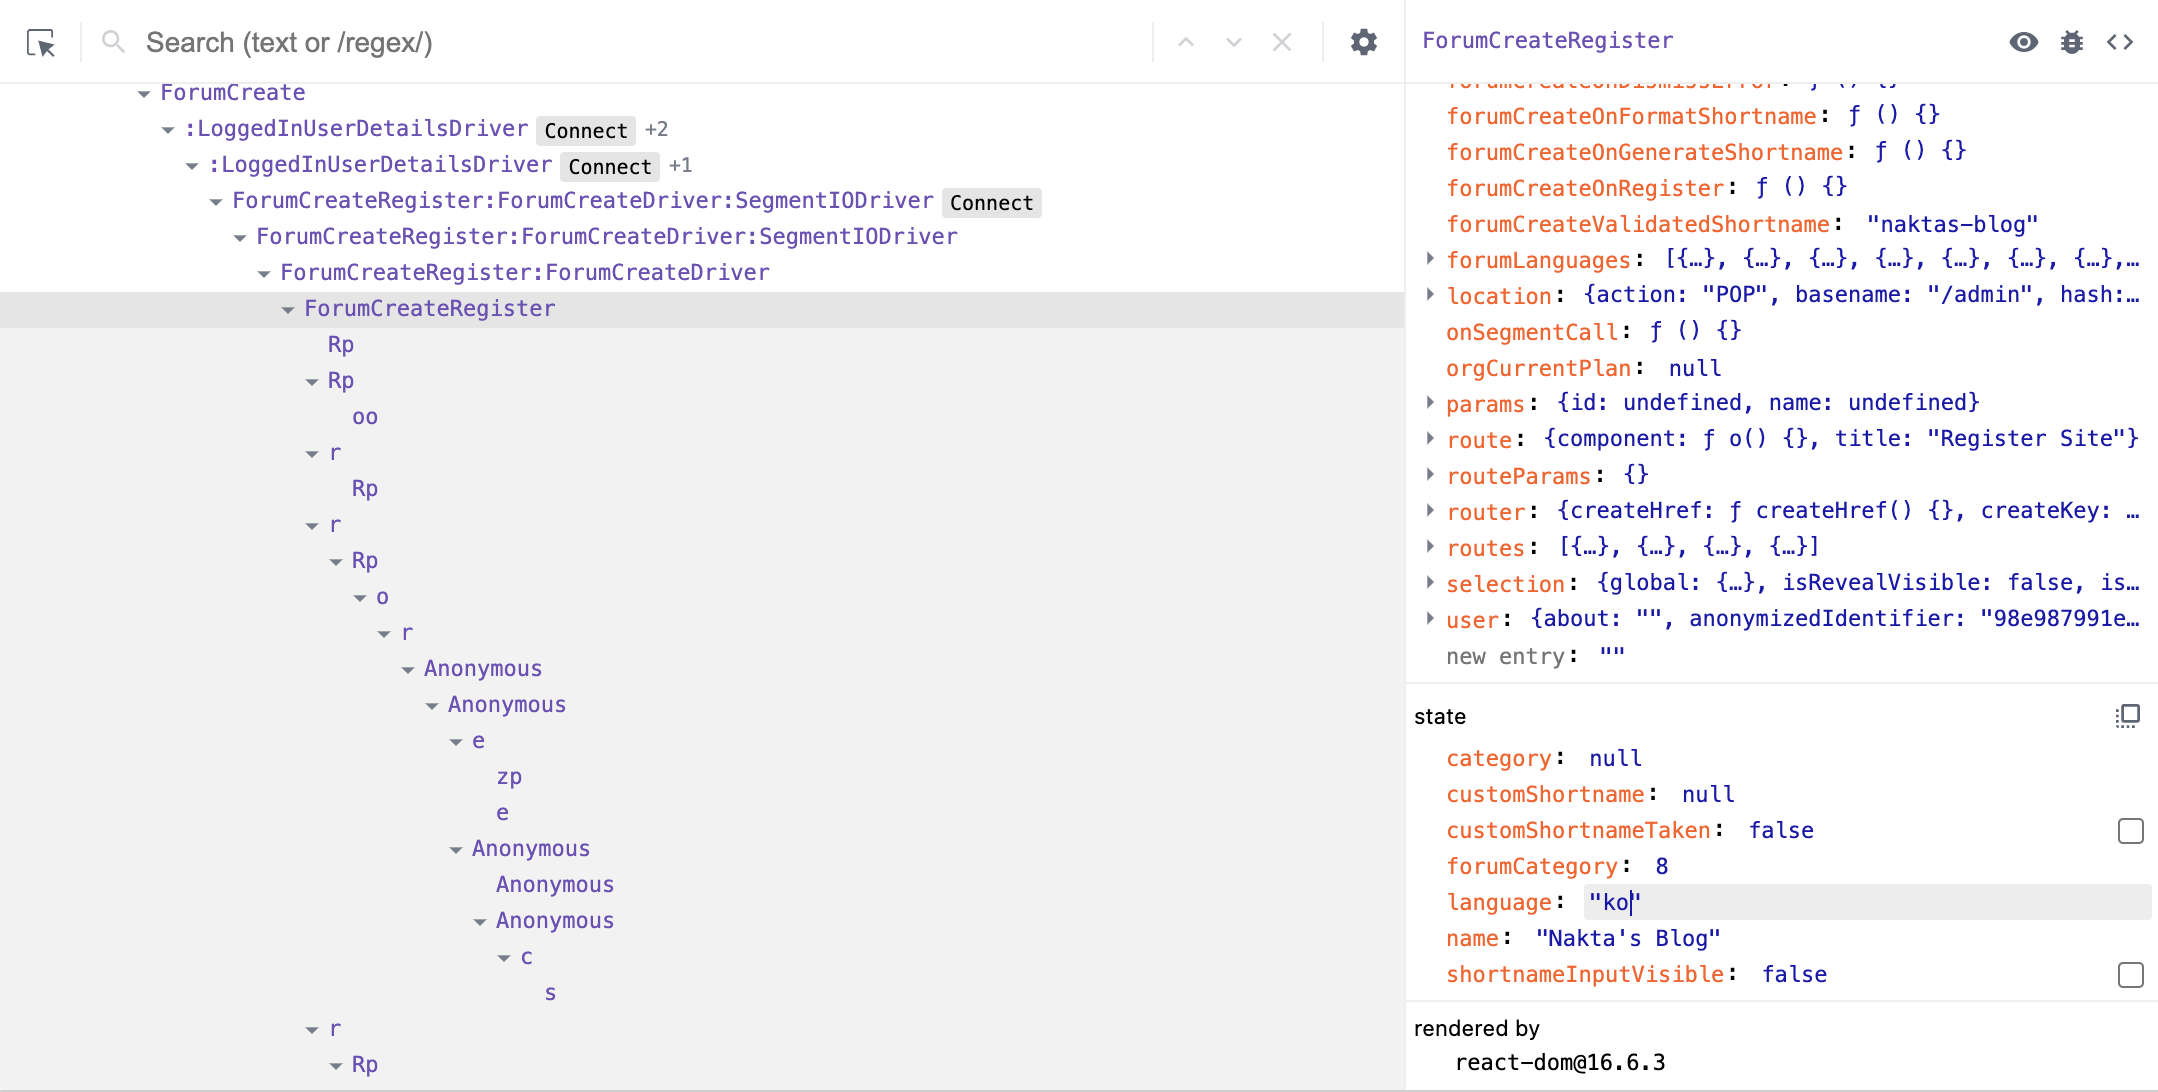 Search (text or /regex/)
ForumCreate
:LoggedInUserDetailsDriver Connect +2
:LoggedInUserDetailsDriver Connect +1
ForumCreateRegister:ForumCreateDriver:SegmentIODriver Connect
ForumCreateRegister:ForumCreateDriver:SegmentIODriver
ForumCreateRegister:ForumCreateDriver
ForumCreateRegister
Rp
Rp
oo
r
Rp
r
Rp
o
r
Anonymous
Anonymous
e
zp
e
Anonymous
Anonymous
Anonymous
c
s
r
Rp
ForumCreateRegister
forumCreateOnDismissError: ƒ () {}
forumCreateOnFormatShortname: ƒ () {}
forumCreateOnGenerateShortname: ƒ () {}
forumCreateOnRegister: ƒ () {}
forumCreateValidatedShortname: "naktas-blog"
forumLanguages: [{…}, {…}, {…}, {…}, {…}, {…}, {…},…
location: {action: "POP", basename: "/admin", hash:…
onSegmentCall: ƒ () {}
orgCurrentPlan: null
params: {id: undefined, name: undefined}
route: {component: ƒ o() {}, title: "Register Site"}
routeParams: {}
router: {createHref: ƒ createHref() {}, createKey: …
routes: [{…}, {…}, {…}, {…}]
selection: {global: {…}, isRevealVisible: false, is…
user: {about: "", anonymizedIdentifier: "98e987991e…
new entry: ""
state
category: null
customShortname: null
customShortnameTaken: false
forumCategory: 8
language: "ko"
name: "Nakta's Blog"
shortnameInputVisible: false
rendered by
react-dom@16.6.3